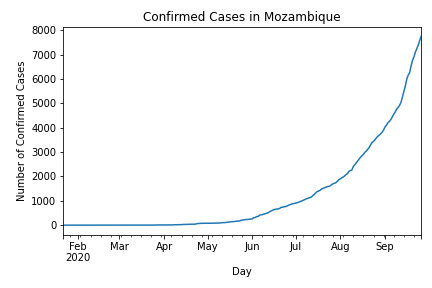 Confirmed Cases in Mozambique
8000
7000
6000
5000
4000
3000
2000
1000
0
Number of Confirmed Cases
Feb Mar Apr May Jun Jul Aug Sep
2020
Day